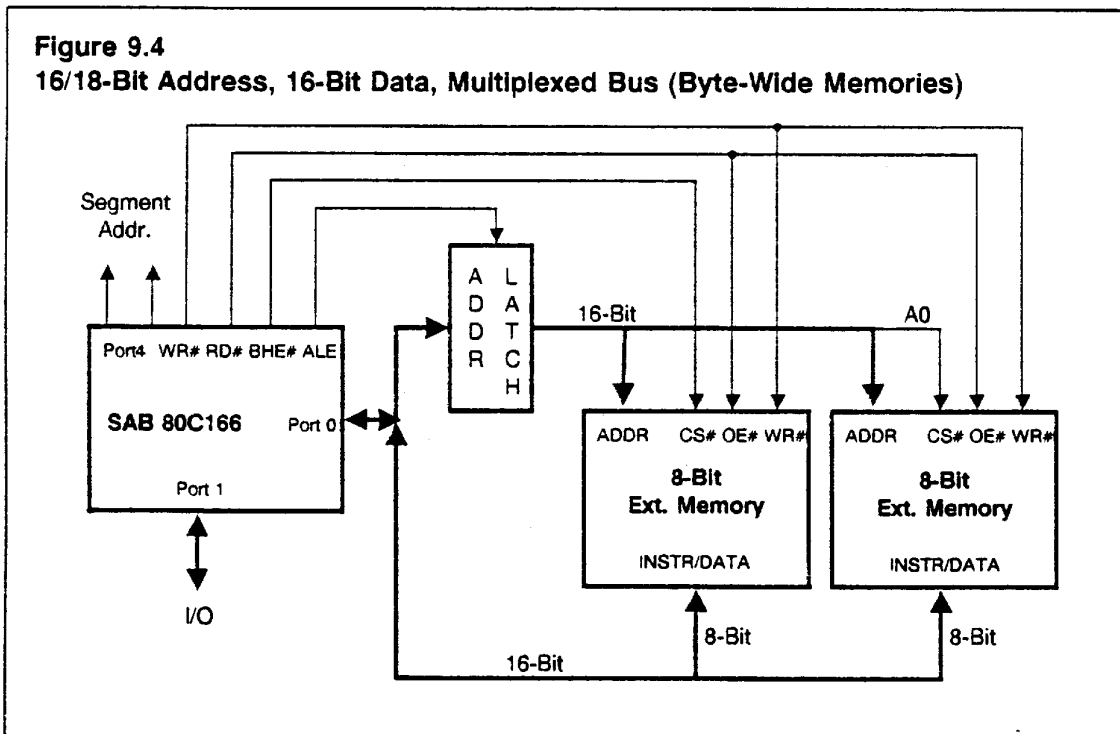 Figure 9.4
16/18-Bit Address, 16-Bit Data, Multiplexed Bus (Byte-Wide Memories)
Segment
Addr.
ADDR
LATCH
16-Bit
A0
Port4 WR# RD# BHE# ALE
SAB 80C166
Port 0
Port 1
I/O
ADDR CS# OE# WR#
8-Bit
Ext. Memory
INSTR/DATA
ADDR CS# OE# WR#
8-Bit
Ext. Memory
INSTR/DATA
8-Bit
8-Bit
16-Bit